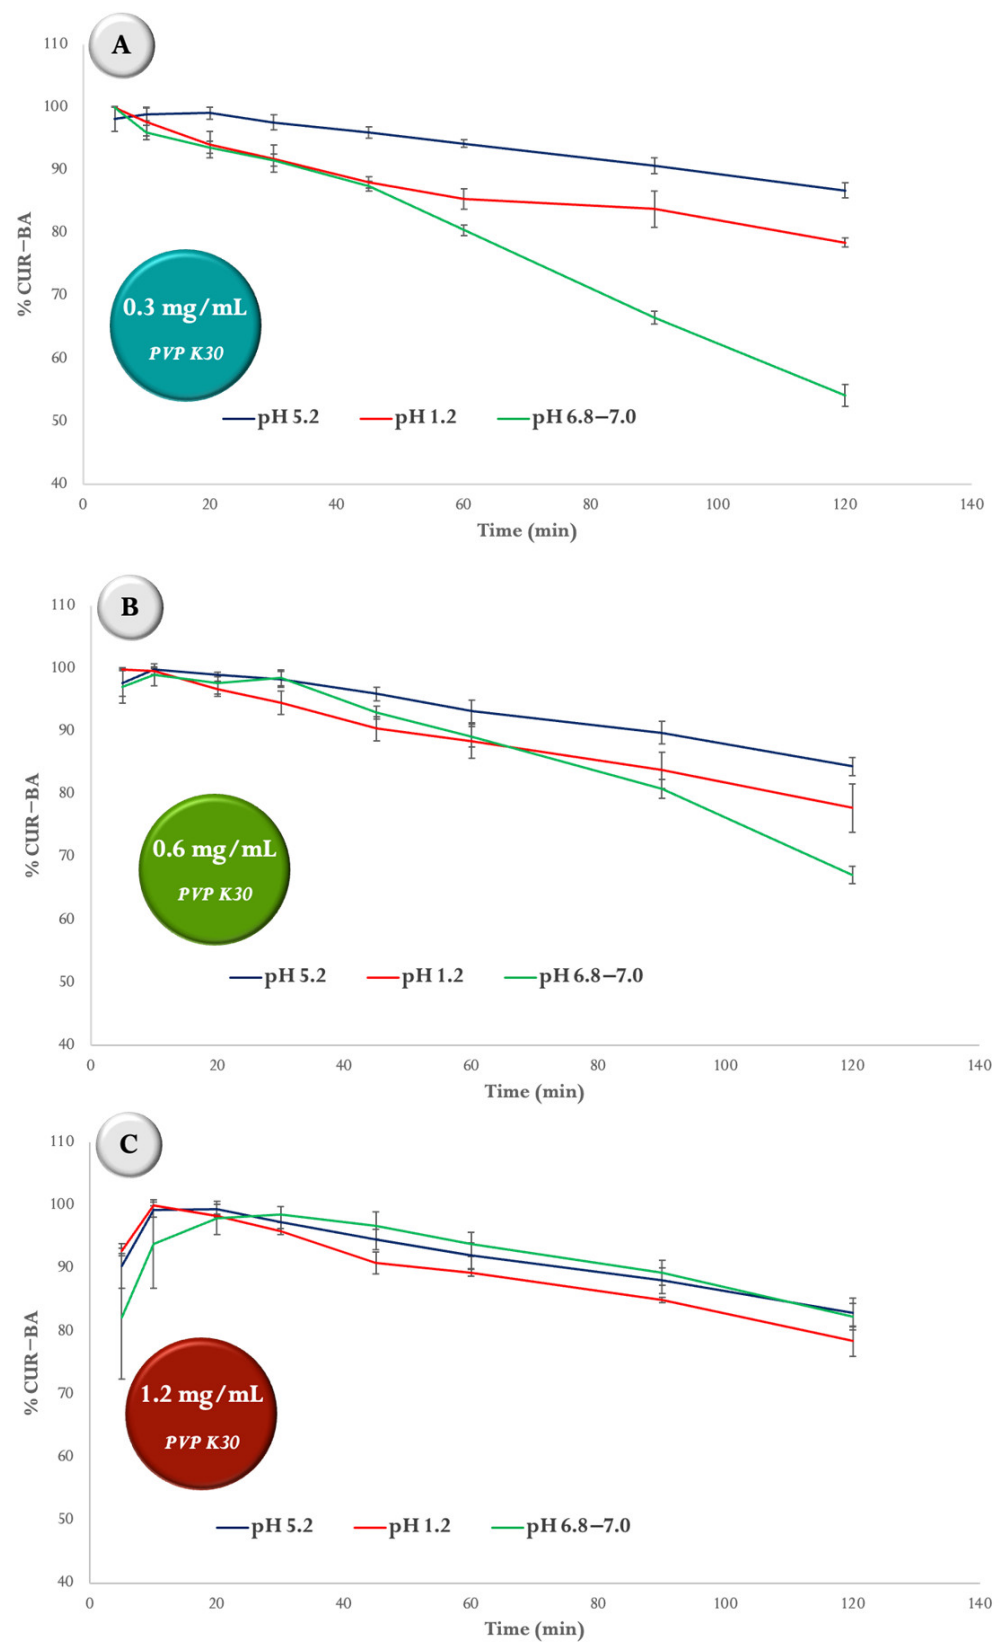 A
110
100
90
80
70
60
50
40
% CUR−BA
0.3 mg/mL
PVP K30
pH 5.2 pH 1.2 pH 6.8−7.0
0 20 40 60 80 100 120 140
Time (min)
B
110
100
90
80
70
60
50
40
% CUR−BA
0.6 mg/mL
PVP K30
pH 5.2 pH 1.2 pH 6.8−7.0
0 20 40 60 80 100 120 140
Time (min)
C
110
100
90
80
70
60
50
40
% CUR−BA
1.2 mg/mL
PVP K30
pH 5.2 pH 1.2 pH 6.8−7.0
0 20 40 60 80 100 120 140
Time (min)